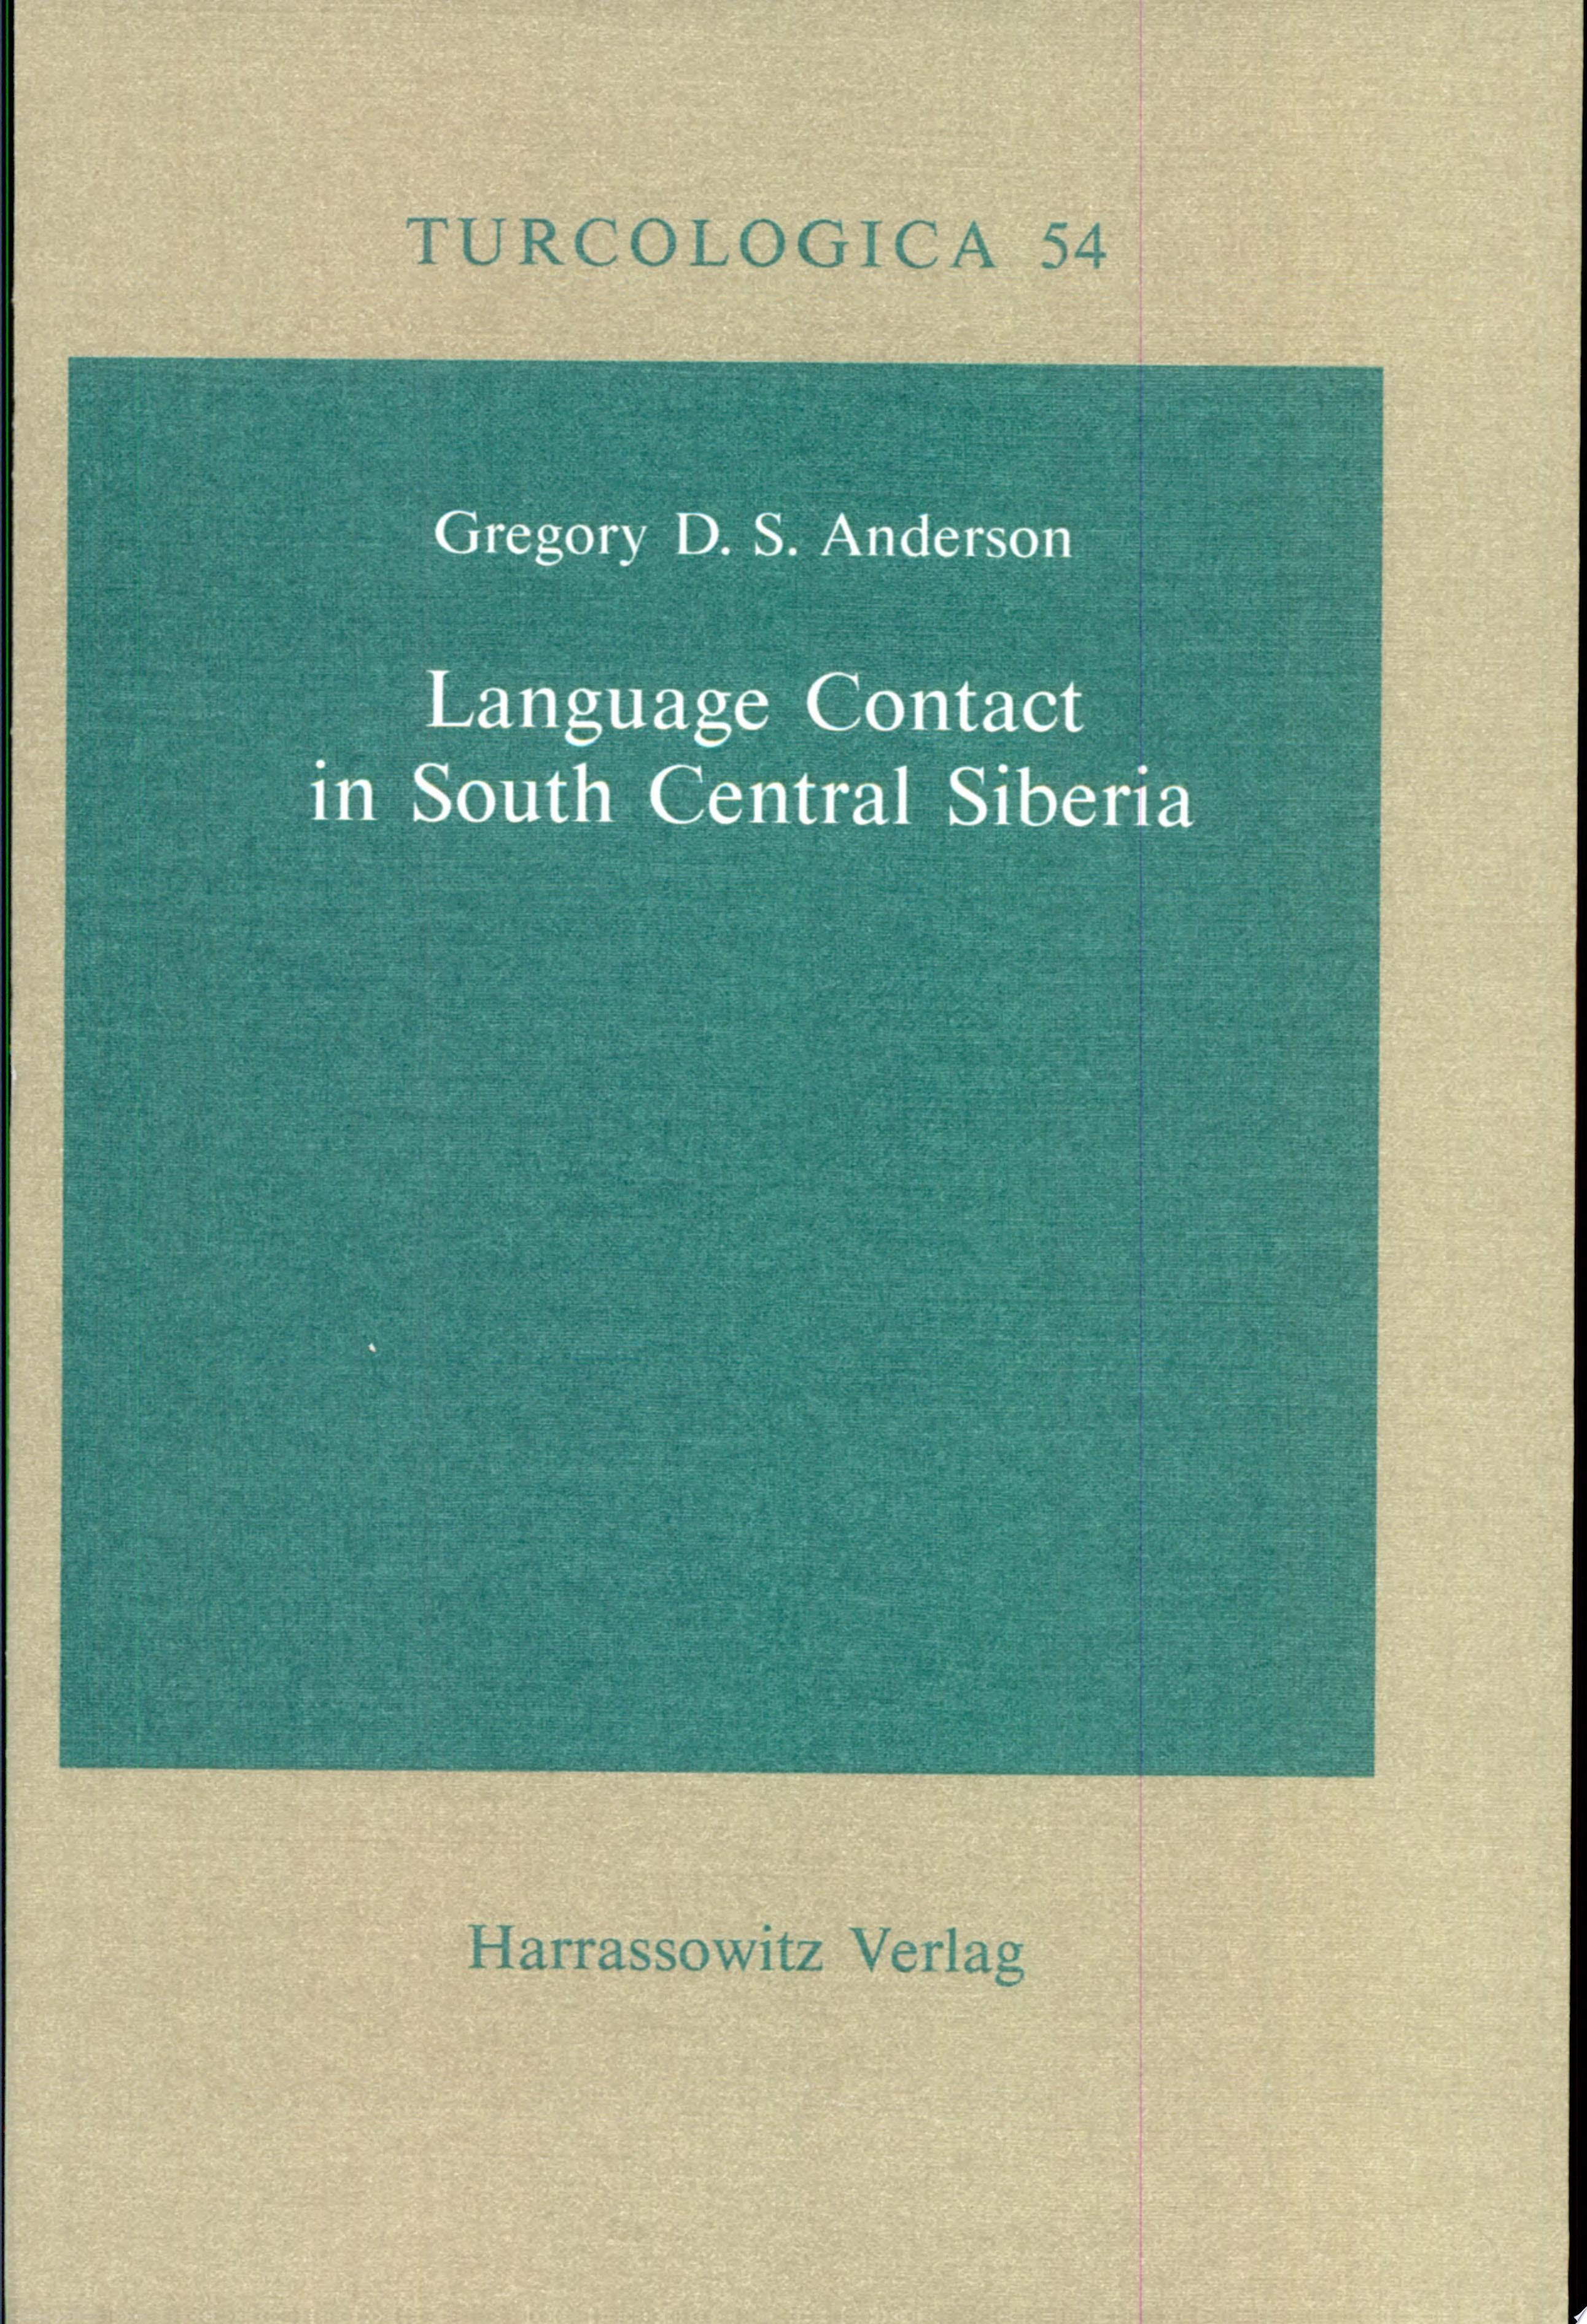 TURCOLOGICA 54
Gregory D. S. Anderson
Language Contact
in South Central Siberia
Harrassowitz Verlag